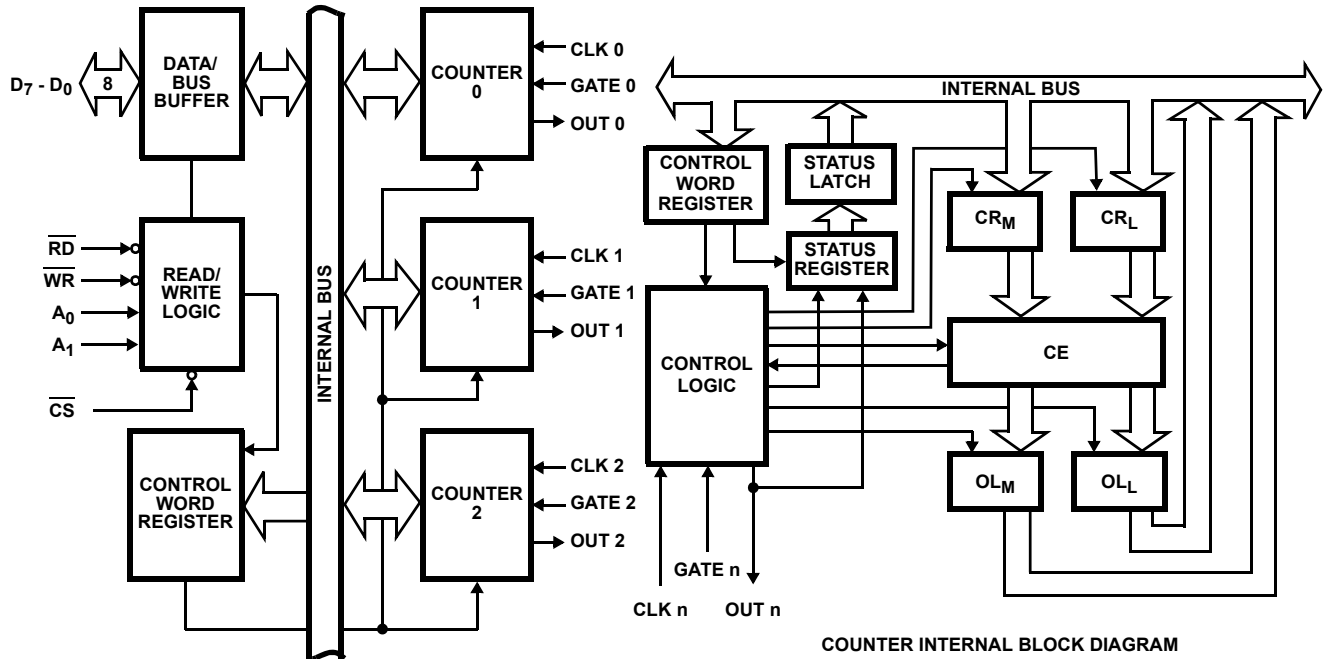 D7 - D0
8
DATA/
BUS
BUFFER
RD
WR
A0
A1
CS
READ/
WRITE
LOGIC
CONTROL
WORD
REGISTER
INTERNAL BUS
COUNTER
0
CLK 0
GATE 0
OUT 0
COUNTER
1
CLK 1
GATE 1
OUT 1
COUNTER
2
CLK 2
GATE 2
OUT 2
INTERNAL BUS
CONTROL
WORD
REGISTER
STATUS
LATCH
STATUS
REGISTER
CRM
CRL
CONTROL
LOGIC
CE
OLM
OLL
GATE n
CLK n
OUT n
COUNTER INTERNAL BLOCK DIAGRAM